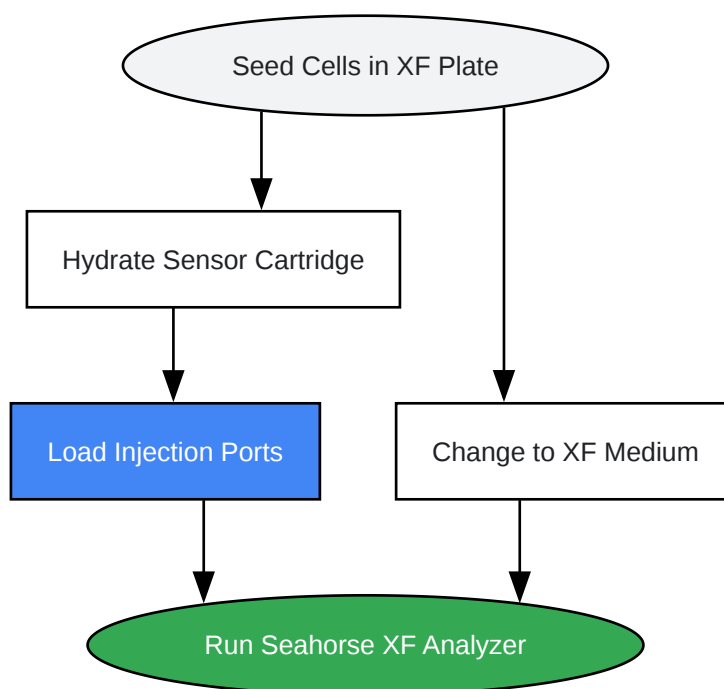 Seed Cells in XF Plate
Hydrate Sensor Cartridge
Load Injection Ports
Change to XF Medium
Run Seahorse XF Analyzer